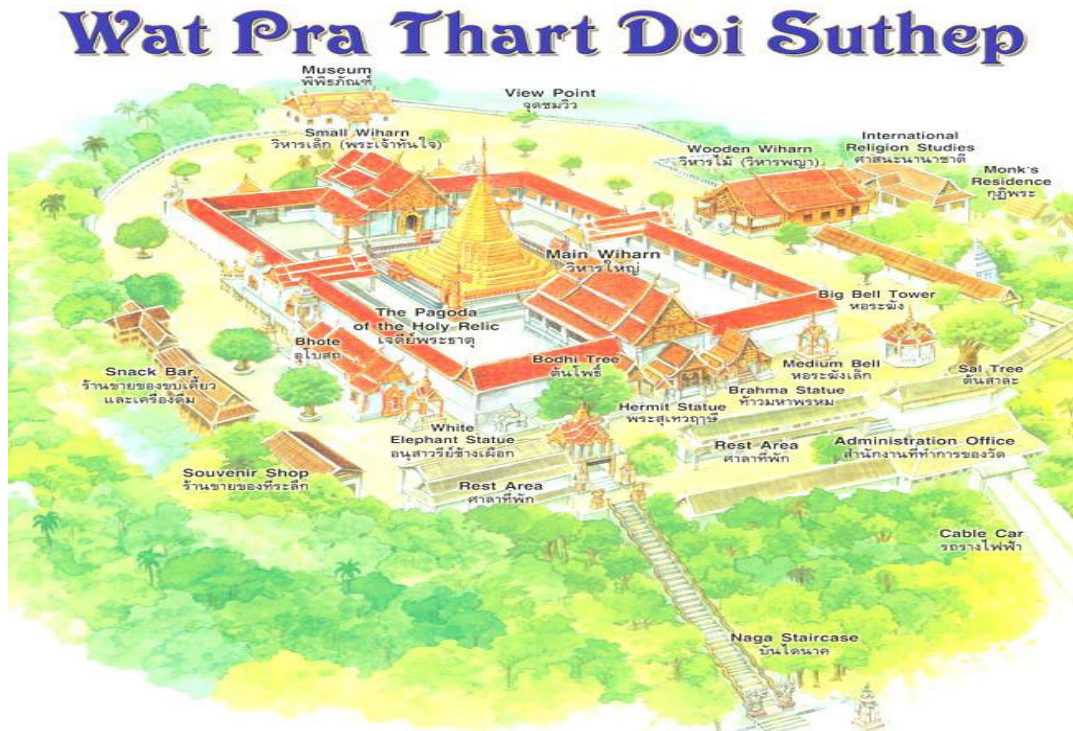 Wat Pra Thart Doi Suthep
Museum
พิพิธภัณฑ์
View Point
จุดชมวิว
Small Wiharn
วิหารเล็ก (พระเจ้าทันใจ)
Wooden Wiharn
วิหารไม้ (วิหารพญา)
International
Religion Studies
ศาสนะนานาชาติ
Monk's
Residence
กุฏิพระ
Main Wiharn
วิหารใหญ่
Big Bell Tower
หอระฆัง
The Pagoda
of the Holy Relic
เจดีย์พระธาตุ
Bhote
อุโบสถ
Snack Bar
ร้านขายของขบเคี้ยว
และเครื่องดื่ม
Bodhi Tree
ต้นโพธิ์
Medium Bell
หอระฆังเล็ก
Sal Tree
ต้นสาละ
Brahma Statue
ท้าวมหาพรหม
Hermit Statue
พระสุเทวฤาษี
White
Elephant Statue
อนุสาวรีย์ช้างเผือก
Rest Area
ศาลาที่พัก
Administration Office
สำนักงานที่ทำการของวัด
Souvenir Shop
ร้านขายของที่ระลึก
Rest Area
ศาลาที่พัก
Cable Car
รถรางไฟฟ้า
Naga Staircase
บันไดนาค